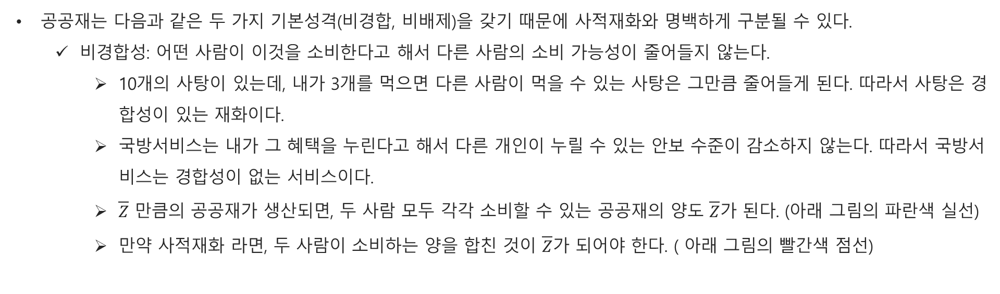 • 공공재는 다음과 같은 두 가지 기본성격(비경합, 비배제)을 갖기 때문에 사적재화와 명백하게 구분될 수 있다.
✓ 비경합성: 어떤 사람이 이것을 소비한다고 해서 다른 사람의 소비 가능성이 줄어들지 않는다.
➢ 10개의 사탕이 있는데, 내가 3개를 먹으면 다른 사람이 먹을 수 있는 사탕은 그만큼 줄어들게 된다. 따라서 사탕은 경
합성이 있는 재화이다.
➢ 국방서비스는 내가 그 혜택을 누린다고 해서 다른 개인이 누릴 수 있는 안보 수준이 감소하지 않는다. 따라서 국방서
비스는 경합성이 없는 서비스이다.
➢ Z̅ 만큼의 공공재가 생산되면, 두 사람 모두 각각 소비할 수 있는 공공재의 양도 Z̅가 된다. (아래 그림의 파란색 실선)
➢ 만약 사적재화 라면, 두 사람이 소비하는 양을 합친 것이 Z̅가 되어야 한다. ( 아래 그림의 빨간색 점선)